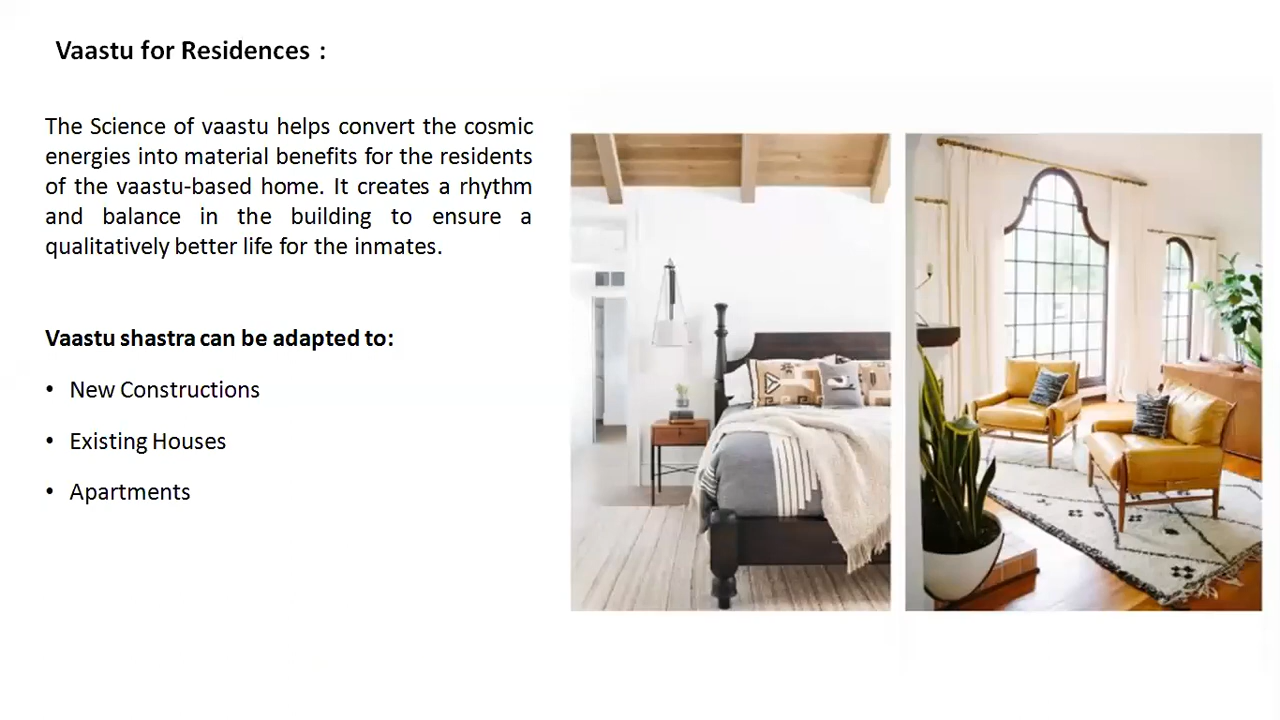 Vaastu for Residences :
The Science of vaastu helps convert the cosmic
energies into material benefits for the residents
of the vaastu-based home. It creates a rhythm
and balance in the building to ensure a
qualitatively better life for the inmates.
Vaastu shastra can be adapted to:
• New Constructions
• Existing Houses
• Apartments